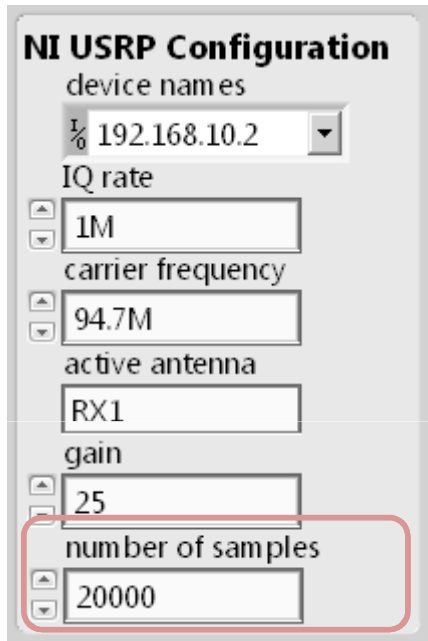 NI USRP Configuration
device names
I/O 192.168.10.2
IQ rate
1M
carrier frequency
94.7M
active antenna
RX1
gain
25
number of samples
20000